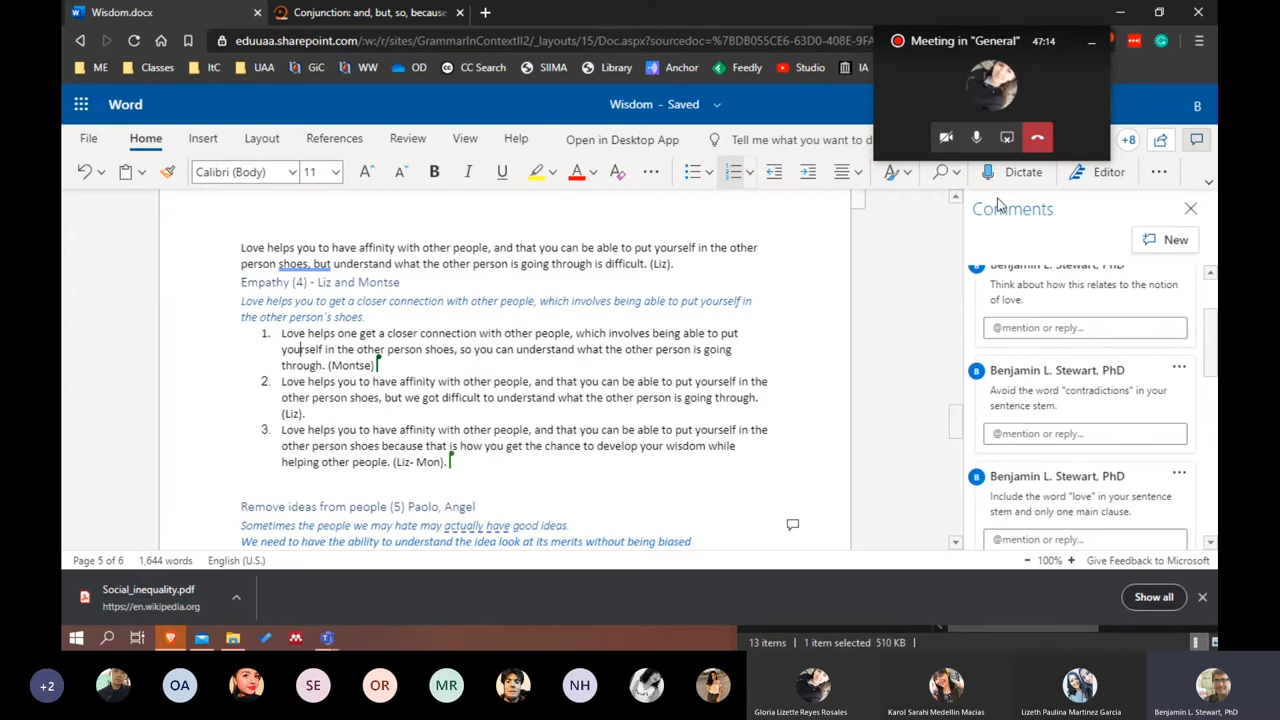 Wisdom.docx
Conjunction: and, but, so, because
eduuaa.sharepoint.com/:w:/r/sites/GrammarInContextII2/_layouts/15/Doc.aspx?sourcedoc=%7BDB055CE6-63D0-408E-9FA
Meeting in "General" 47:14
ME Classes ItC UAA GiC WW OD CC Search SIIMA Library Anchor Feedly Studio IA
Word
Wisdom - Saved
B
File Home Insert Layout References Review View Help Open in Desktop App Tell me what you want to d
+8
Calibri (Body) 11 B I U A Dictate Editor
Comments
New
Love helps you to have affinity with other people, and that you can be able to put yourself in the other
person shoes, but understand what the other person is going through is difficult. (Liz).
Empathy (4) - Liz and Montse
Love helps you to get a closer connection with other people, which involves being able to put yourself in
the other person´s shoes.
1. Love helps one get a closer connection with other people, which involves being able to put
yourself in the other person shoes, so you can understand what the other person is going
through. (Montse)
2. Love helps you to have affinity with other people, and that you can be able to put yourself in the
other person shoes, but we got difficult to understand what the other person is going through.
(Liz).
3. Love helps you to have affinity with other people, and that you can be able to put yourself in the
other person shoes because that is how you get the chance to develop your wisdom while
helping other people. (Liz- Mon).
Remove ideas from people (5) Paolo, Angel
Sometimes the people we may hate may actually have good ideas.
We need to have the ability to understand the idea look at its merits without being biased
Benjamin L. Stewart, PhD
Think about how this relates to the notion
of love.
@mention or reply...
B Benjamin L. Stewart, PhD
Avoid the word "contradictions" in your
sentence stem.
@mention or reply...
B Benjamin L. Stewart, PhD
Include the word "love" in your sentence
stem and only one main clause.
@mention or reply...
Page 5 of 6 1,644 words English (U.S.)
- 100% + Give Feedback to Microsoft
Social_inequality.pdf
https://en.wikipedia.org
Show all
13 items 1 item selected 510 KB
+2 OA SE OR MR NH
Gloria Lizette Reyes Rosales Karol Sarahi Medellin Macias Lizeth Paulina Martinez Garcia Benjamin L. Stewart, PhD